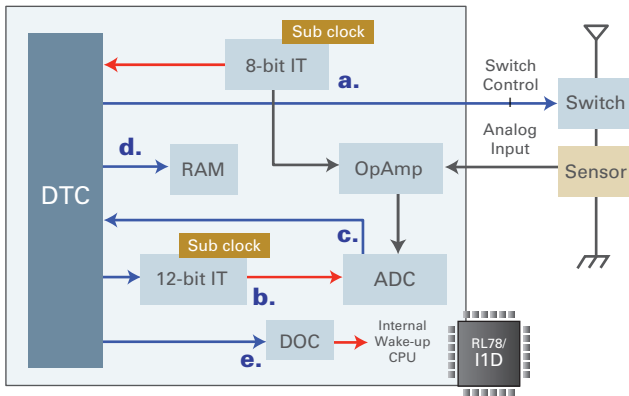 Sub clock
8-bit IT
a.
Switch
Control
Switch
Analog
Input
d.
RAM
OpAmp
Sensor
DTC
c.
Sub clock
12-bit IT
b.
ADC
e.
DOC
Internal
Wake-up
CPU
RL78/
I1D